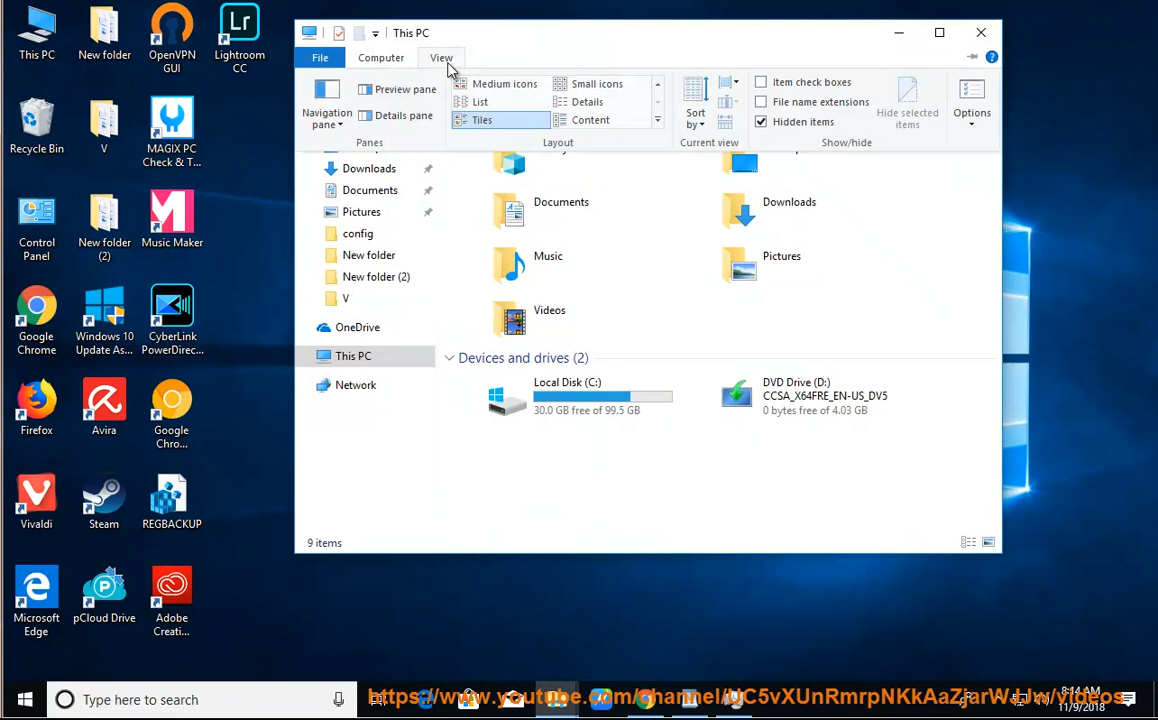 This PC
New folder
OpenVPN
GUI
Lightroom
CC
Recycle Bin
V
MAGIX PC
Check & T...
Control
Panel
New folder
(2)
Music Maker
Google
Chrome
Windows 10
Update As...
CyberLink
PowerDirec...
Firefox
Avira
Google
Chro...
Vivaldi
Steam
REGBACKUP
Microsoft
Edge
pCloud Drive
Adobe
Creati...
Lr
This PC
File
Computer
View
Navigation
pane
Preview pane
Details pane
Panes
Medium icons
Small icons
List
Details
Tiles
Content
Layout
Sort
by
Current view
Item check boxes
File name extensions
Hidden items
Hide selected
items
Show/hide
Options
Downloads
Documents
Pictures
config
New folder
New folder (2)
V
OneDrive
This PC
Network
Documents
Downloads
Music
Pictures
Videos
Devices and drives (2)
Local Disk (C:)
30.0 GB free of 99.5 GB
DVD Drive (D:)
CCSA_X64FRE_EN-US_DV5
0 bytes free of 4.03 GB
9 items
Type here to search
8:14 AM
11/9/2018